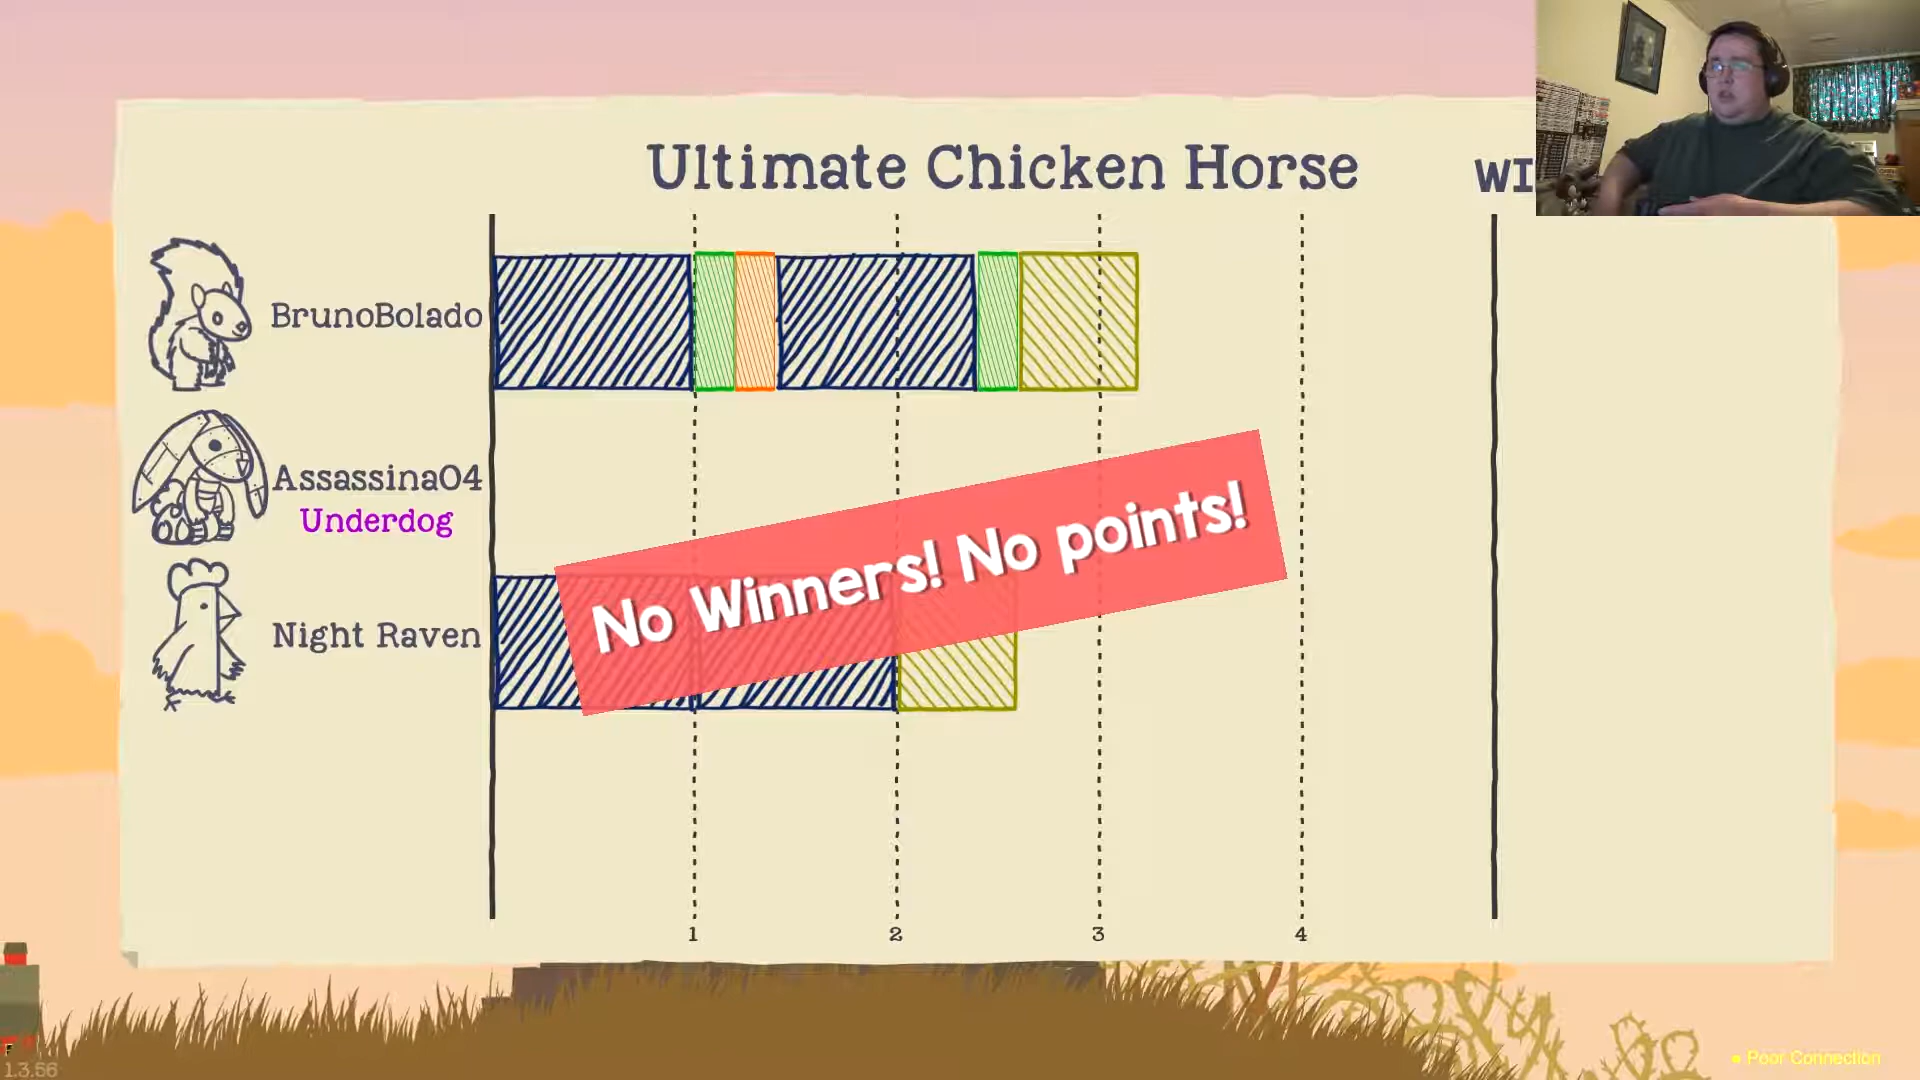 Ultimate Chicken Horse
WI
BrunoBolado
Assassina04
Underdog
No Winners! No points!
Night Raven
1 2 3 4
1.3.56
Poor Connection